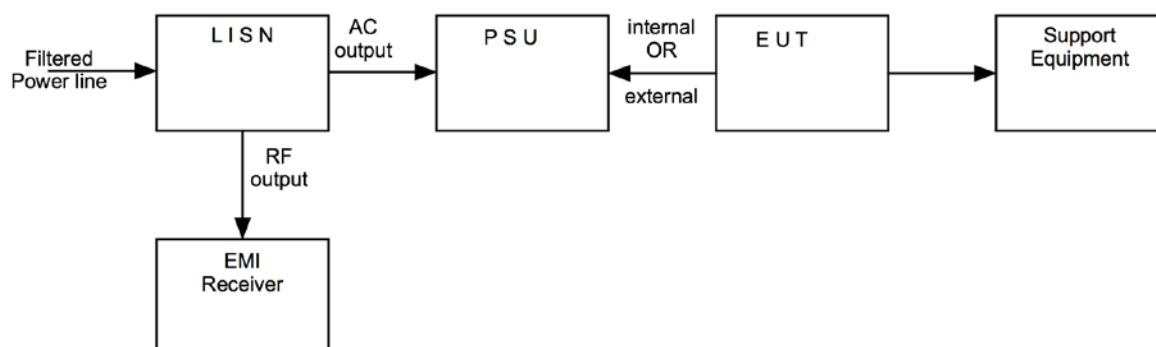 Filtered
Power line
L I S N
AC
output
P S U
internal
OR
external
E U T
Support
Equipment
RF
output
EMI
Receiver